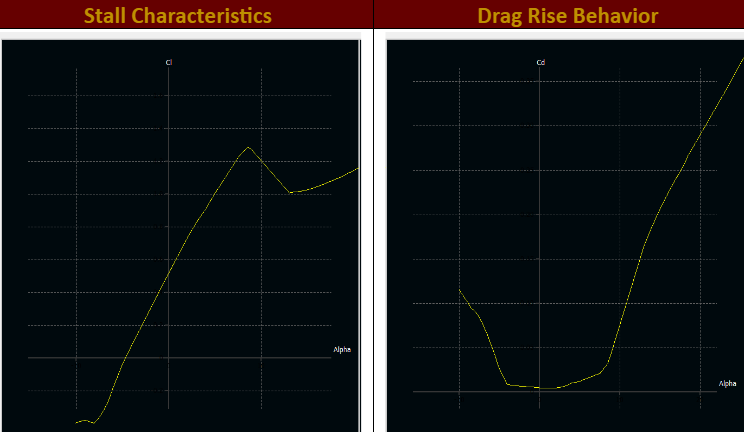 Stall Characteristics
Drag Rise Behavior
Cl
Cd
Alpha
Alpha